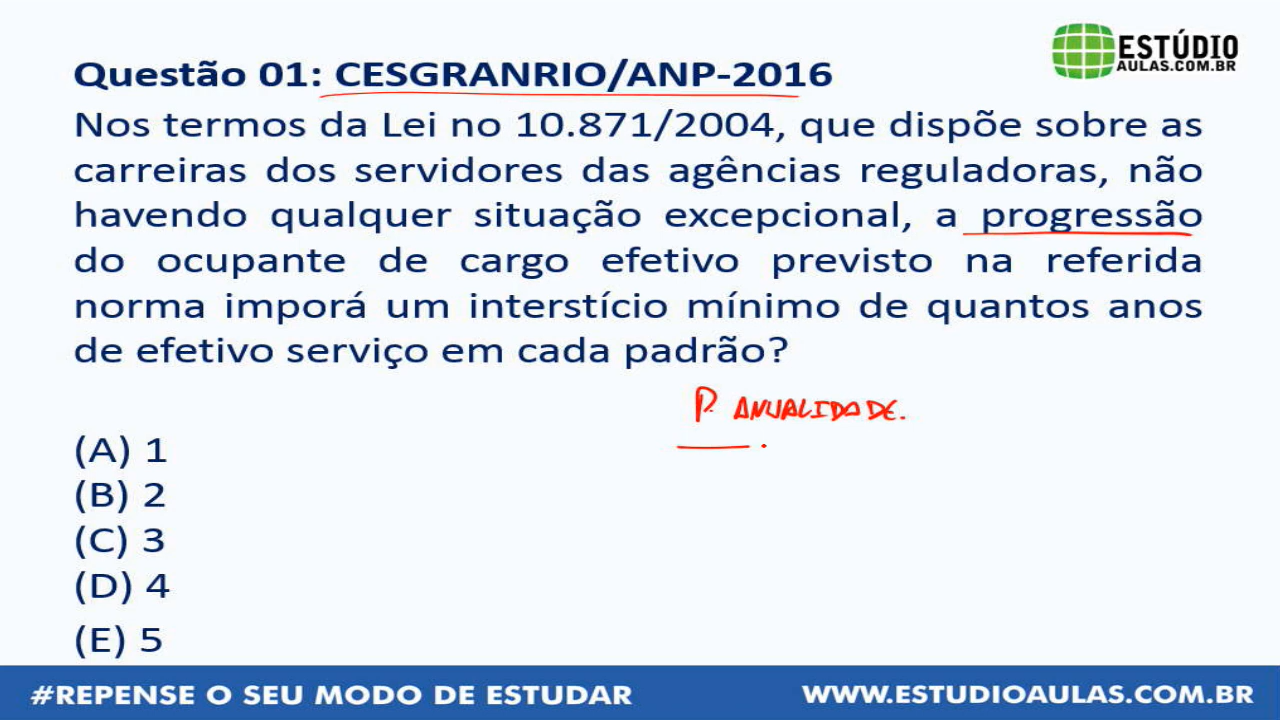 ESTÚDIO
AULAS.COM.BR
Questão 01: CESGRANRIO/ANP-2016
Nos termos da Lei no 10.871/2004, que dispõe sobre as
carreiras dos servidores das agências reguladoras, não
havendo qualquer situação excepcional, a progressão
do ocupante de cargo efetivo previsto na referida
norma imporá um interstício mínimo de quantos anos
de efetivo serviço em cada padrão?
P. ANUALIDADE.
(A) 1
(B) 2
(C) 3
(D) 4
(E) 5
#REPENSE O SEU MODO DE ESTUDAR
WWW.ESTUDIOAULAS.COM.BR